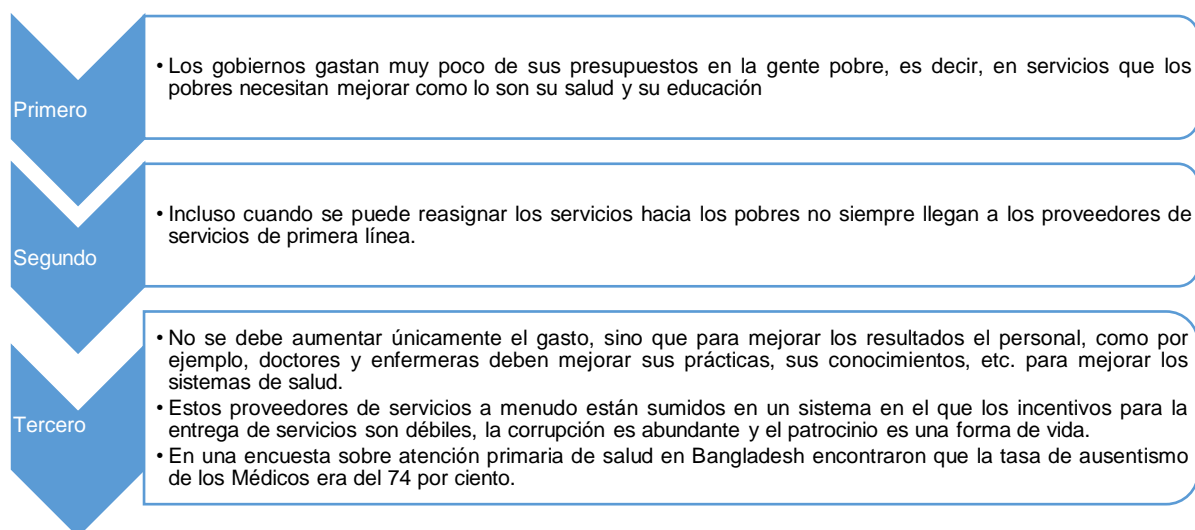 Primero
• Los gobiernos gastan muy poco de sus presupuestos en la gente pobre, es decir, en servicios que los
pobres necesitan mejorar como lo son su salud y su educación
Segundo
• Incluso cuando se puede reasignar los servicios hacia los pobres no siempre llegan a los proveedores de
servicios de primera línea.
Tercero
• No se debe aumentar únicamente el gasto, sino que para mejorar los resultados el personal, como por
ejemplo, doctores y enfermeras deben mejorar sus prácticas, sus conocimientos, etc. para mejorar los
sistemas de salud.
• Estos proveedores de servicios a menudo están sumidos en un sistema en el que los incentivos para la
entrega de servicios son débiles, la corrupción es abundante y el patrocinio es una forma de vida.
• En una encuesta sobre atención primaria de salud en Bangladesh encontraron que la tasa de ausentismo
de los Médicos era del 74 por ciento.